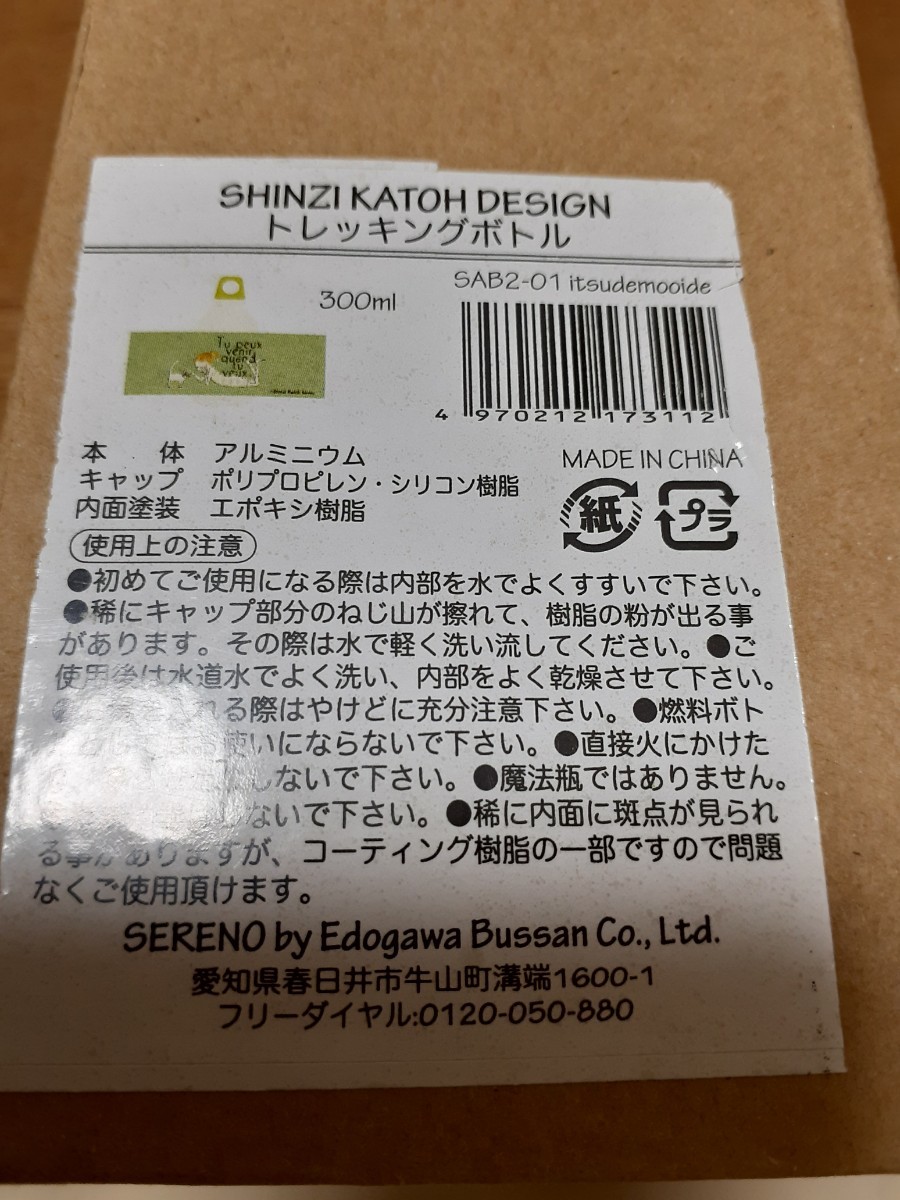 SHINZI KATOH DESIGN
トレッキングボトル
300ml
SAB2-01 itsudemooide
Tu peux
venir
quand
tu
veux
4 970212 173112
本体 アルミニウム
キャップ ポリプロピレン・シリコン樹脂
内面塗装 エポキシ樹脂
MADE IN CHINA
紙
プラ
使用上の注意
●初めてご使用になる際は内部を水でよくすすいで下さい。
●稀にキャップ部分のねじ山が擦れて、樹脂の粉が出る事
があります。その際は水で軽く洗い流してください。●ご
使用後は水道水でよく洗い、内部をよく乾燥させて下さい。
れる際はやけどに充分注意下さい。●燃料ボト
お使いにならないで下さい。●直接火にかけた
しないで下さい。●魔法瓶ではありません。
ないで下さい。●稀に内面に斑点が見られ
る事がありますが、コーティング樹脂の一部ですので問題
なくご使用頂けます。
SERENO by Edogawa Bussan Co., Ltd.
愛知県春日井市牛山町溝端1600-1
フリーダイヤル:0120-050-880